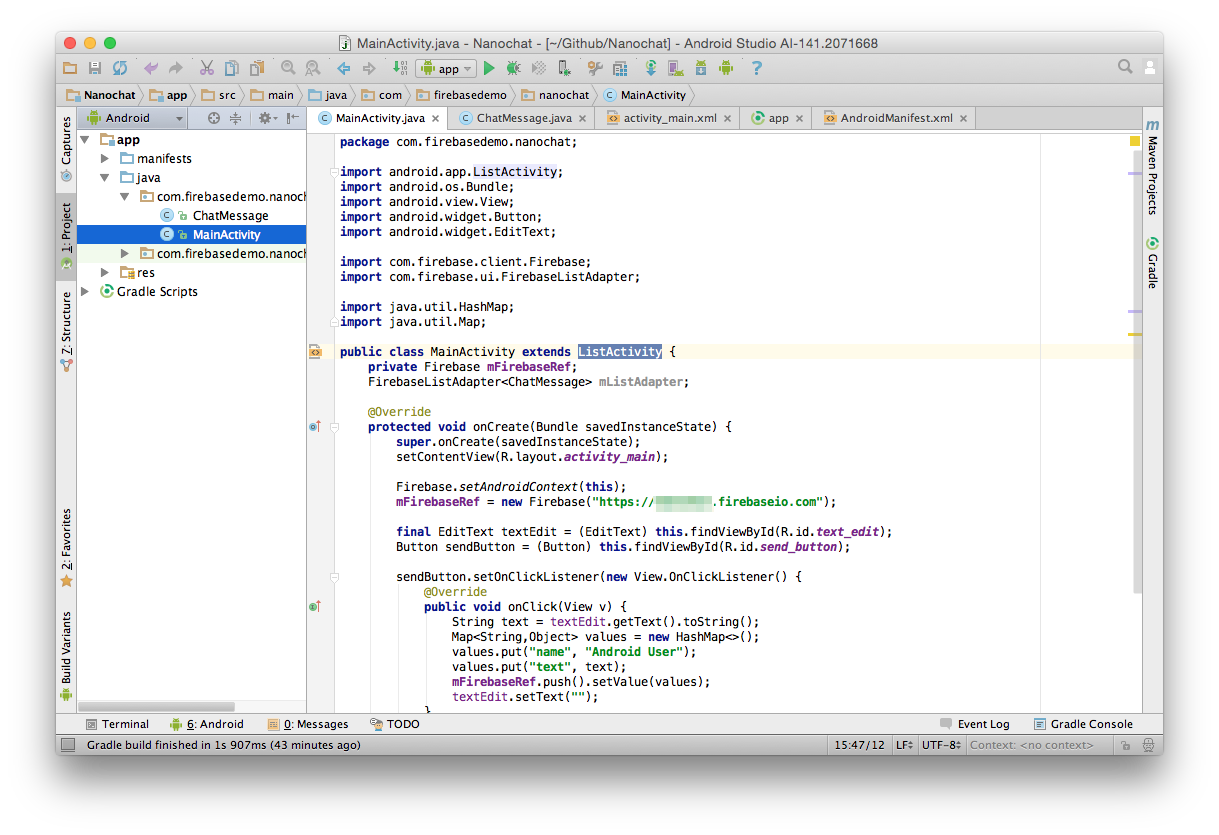 MainActivity.java - Nanochat - [~/Github/Nanochat] - Android Studio AI-141.2071668
app
Nanochat app src main java com firebasedemo nanochat MainActivity
Android
MainActivity.java ChatMessage.java activity_main.xml app AndroidManifest.xml
Captures
1: Project
Z: Structure
2: Favorites
Build Variants
app
manifests
java
com.firebasedemo.nanoch
ChatMessage
MainActivity
com.firebasedemo.nanoch
res
Gradle Scripts
package com.firebasedemo.nanochat;
import android.app.ListActivity;
import android.os.Bundle;
import android.view.View;
import android.widget.Button;
import android.widget.EditText;
import com.firebase.client.Firebase;
import com.firebase.ui.FirebaseListAdapter;
import java.util.HashMap;
import java.util.Map;
public class MainActivity extends ListActivity {
private Firebase mFirebaseRef;
FirebaseListAdapter<ChatMessage> mListAdapter;
@Override
protected void onCreate(Bundle savedInstanceState) {
super.onCreate(savedInstanceState);
setContentView(R.layout.activity_main);
Firebase.setAndroidContext(this);
mFirebaseRef = new Firebase("https://.firebaseio.com");
final EditText textEdit = (EditText) this.findViewById(R.id.text_edit);
Button sendButton = (Button) this.findViewById(R.id.send_button);
sendButton.setOnClickListener(new View.OnClickListener() {
@Override
public void onClick(View v) {
String text = textEdit.getText().toString();
Map<String,Object> values = new HashMap<>();
values.put("name", "Android User");
values.put("text", text);
mFirebaseRef.push().setValue(values);
textEdit.setText("");
}
m Maven Projects
Gradle
Terminal 6: Android 0: Messages TODO Event Log Gradle Console
Gradle build finished in 1s 907ms (43 minutes ago) 15:47/12 LF UTF-8 Context: <no context>